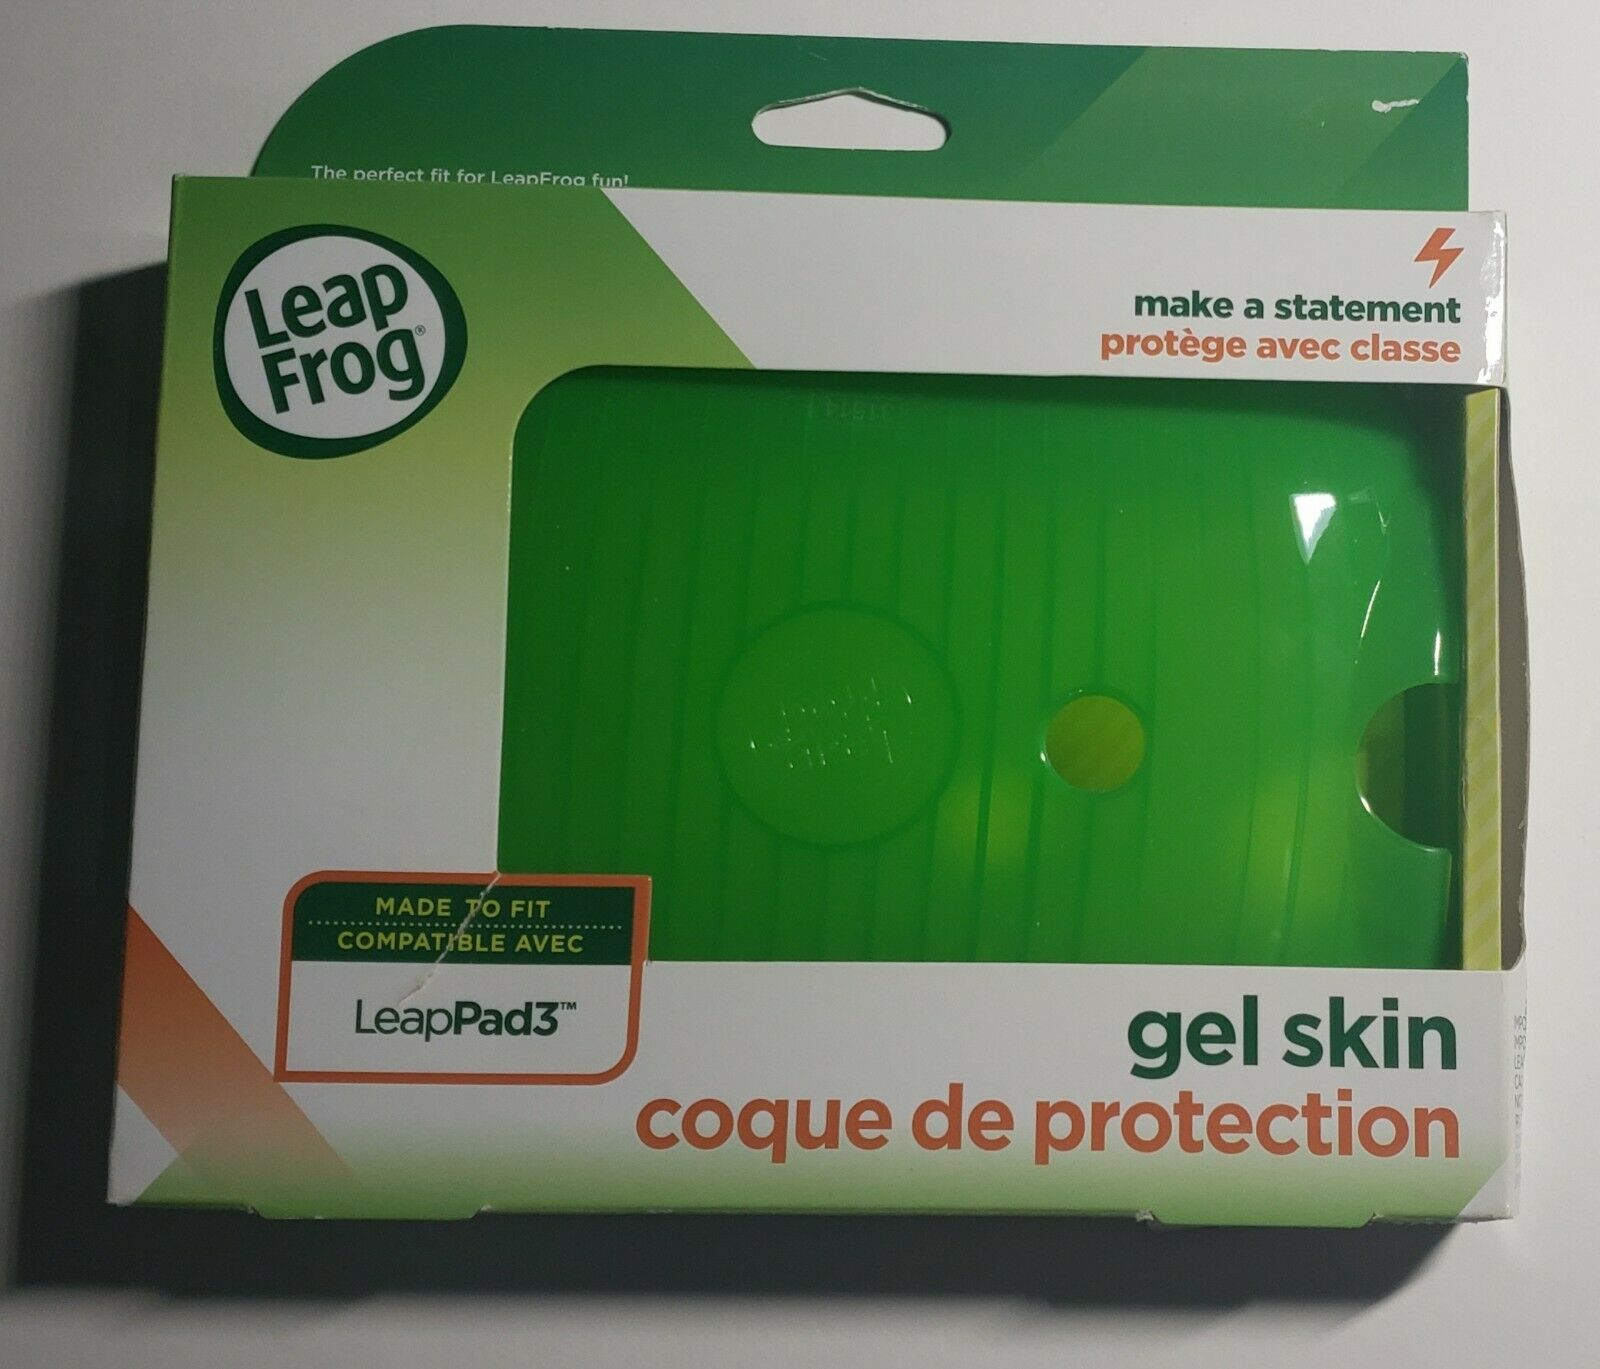 The perfect fit for LeapFrog fun!
Leap
Frog®
make a statement
protège avec classe
MADE TO FIT
COMPATIBLE AVEC
LeapPad3™
gel skin
coque de protection